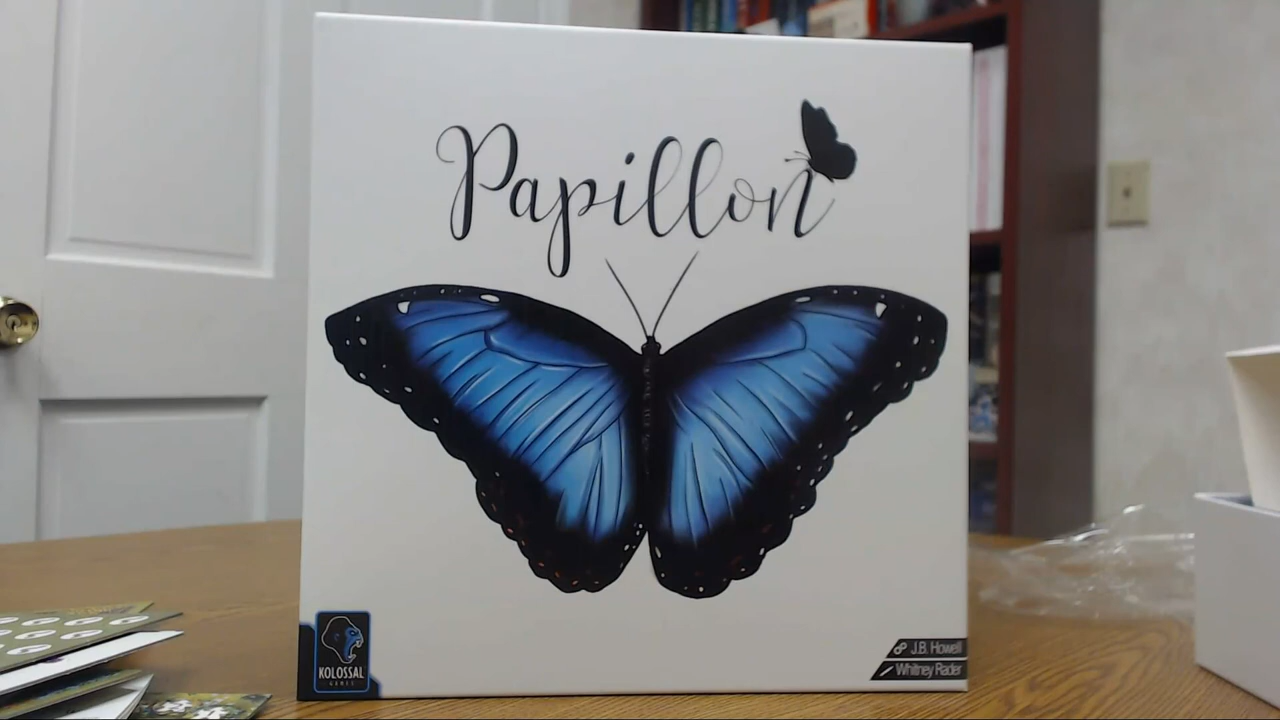 Papillon
KOLOSSAL
GAMES
J.B. Howell
Whitney Rader